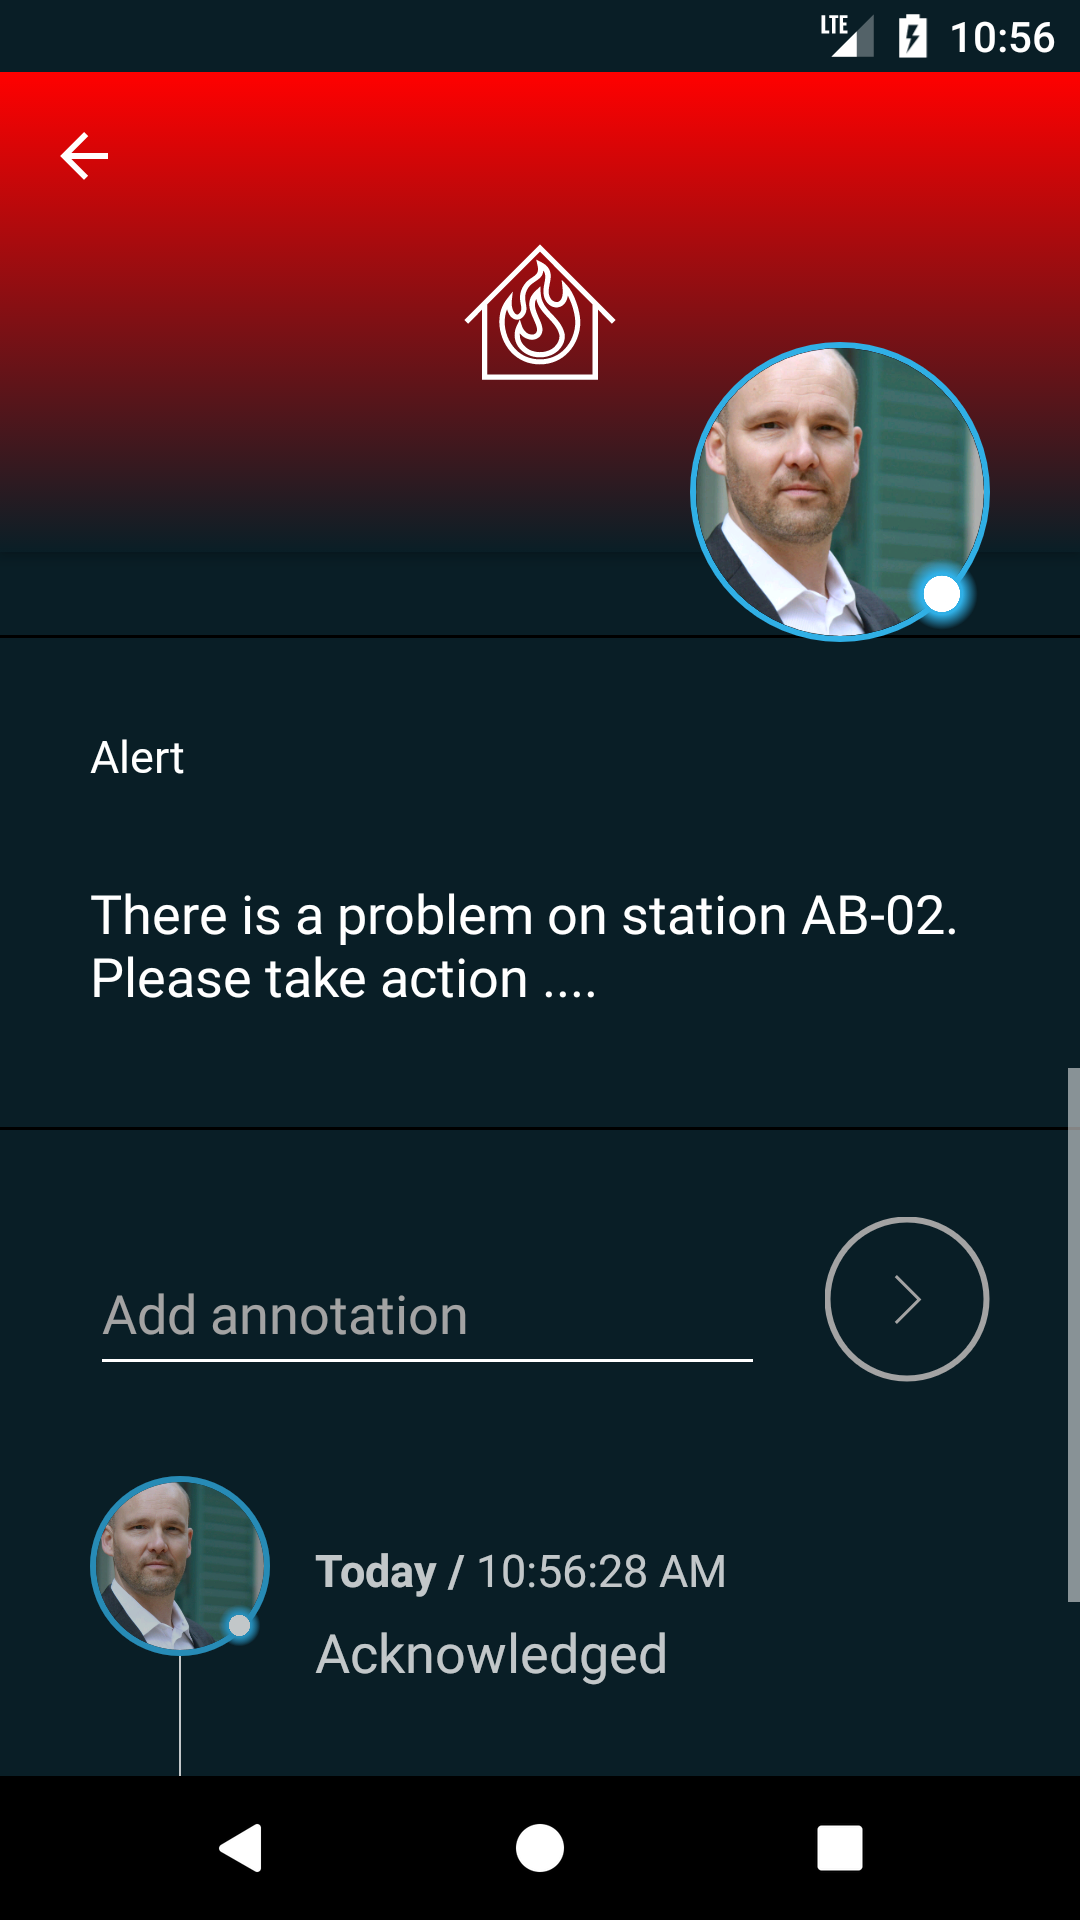 LTE 10:56
Alert
There is a problem on station AB-02.
Please take action ....
Add annotation
Today / 10:56:28 AM
Acknowledged